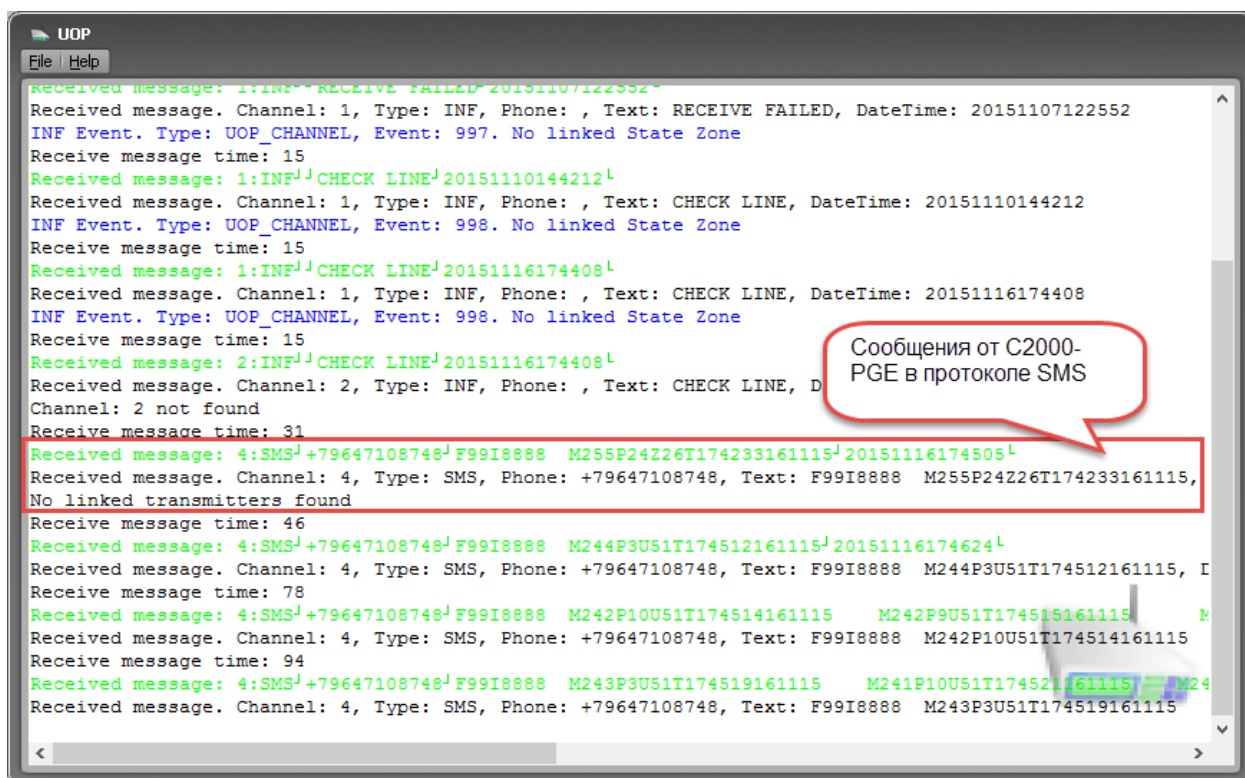 UOP
File Help
Received message: 1:INF┘┘RECEIVE FAILED┘20151107122552└
Received message. Channel: 1, Type: INF, Phone: , Text: RECEIVE FAILED, DateTime: 20151107122552
INF Event. Type: UOP_CHANNEL, Event: 997. No linked State Zone
Receive message time: 15
Received message: 1:INF┘┘CHECK LINE┘20151110144212└
Received message. Channel: 1, Type: INF, Phone: , Text: CHECK LINE, DateTime: 20151110144212
INF Event. Type: UOP_CHANNEL, Event: 998. No linked State Zone
Receive message time: 15
Received message: 1:INF┘┘CHECK LINE┘20151116174408└
Received message. Channel: 1, Type: INF, Phone: , Text: CHECK LINE, DateTime: 20151116174408
INF Event. Type: UOP_CHANNEL, Event: 998. No linked State Zone
Receive message time: 15
Сообщения от С2000-
PGE в протоколе SMS
Received message: 2:INF┘┘CHECK LINE┘20151116174408└
Received message. Channel: 2, Type: INF, Phone: , Text: CHECK LINE, D
Channel: 2 not found
Receive message time: 31
Received message: 4:SMS┘+79647108748┘F99I8888  M255P24Z26T174233161115┘20151116174505└
Received message. Channel: 4, Type: SMS, Phone: +79647108748, Text: F99I8888  M255P24Z26T174233161115,
No linked transmitters found
Receive message time: 46
Received message: 4:SMS┘+79647108748┘F99I8888  M244P3U51T174512161115┘20151116174624└
Received message. Channel: 4, Type: SMS, Phone: +79647108748, Text: F99I8888  M244P3U51T174512161115, D
Receive message time: 78
Received message: 4:SMS┘+79647108748┘F99I8888  M242P10U51T174514161115    M242P9U51T174515161115    M
Received message. Channel: 4, Type: SMS, Phone: +79647108748, Text: F99I8888  M242P10U51T174514161115
Receive message time: 94
Received message: 4:SMS┘+79647108748┘F99I8888  M243P3U51T174519161115    M241P10U51T174521161115    M24
Received message. Channel: 4, Type: SMS, Phone: +79647108748, Text: F99I8888  M243P3U51T174519161115